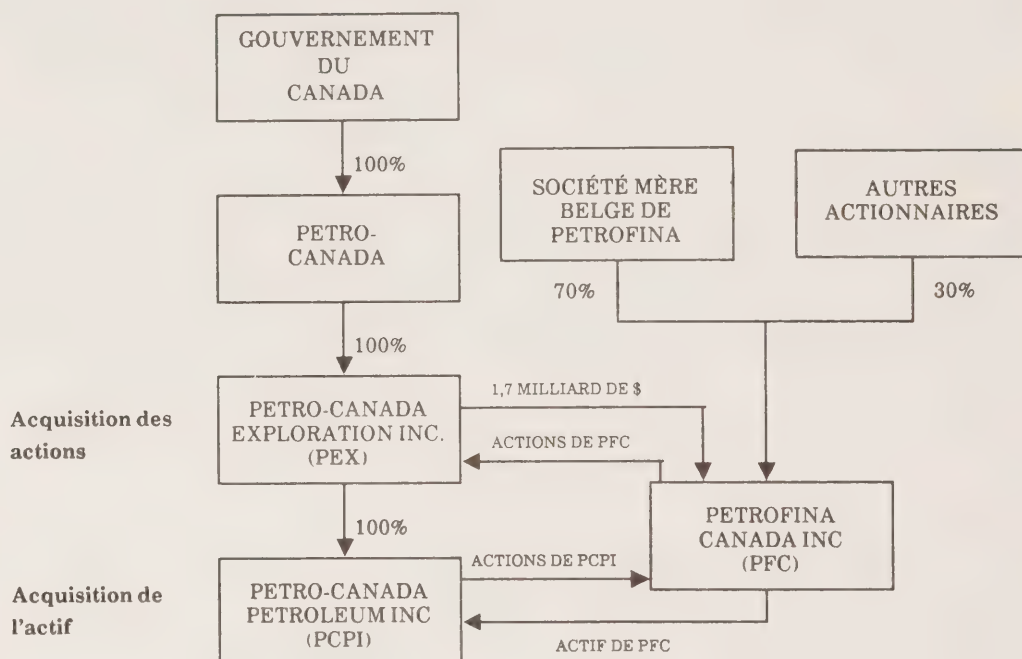 GOUVERNEMENT
DU
CANADA
100%
SOCIÉTÉ MÈRE
BELGE DE
PETROFINA
AUTRES
ACTIONNAIRES
PETRO-
CANADA
70%
30%
100%
1,7 MILLIARD DE $
Acquisition des
actions
PETRO-CANADA
EXPLORATION INC.
(PEX)
ACTIONS DE PFC
PETROFINA
CANADA INC
(PFC)
100%
ACTIONS DE PCPI
Acquisition de
l'actif
PETRO-CANADA
PETROLEUM INC
(PCPI)
ACTIF DE PFC